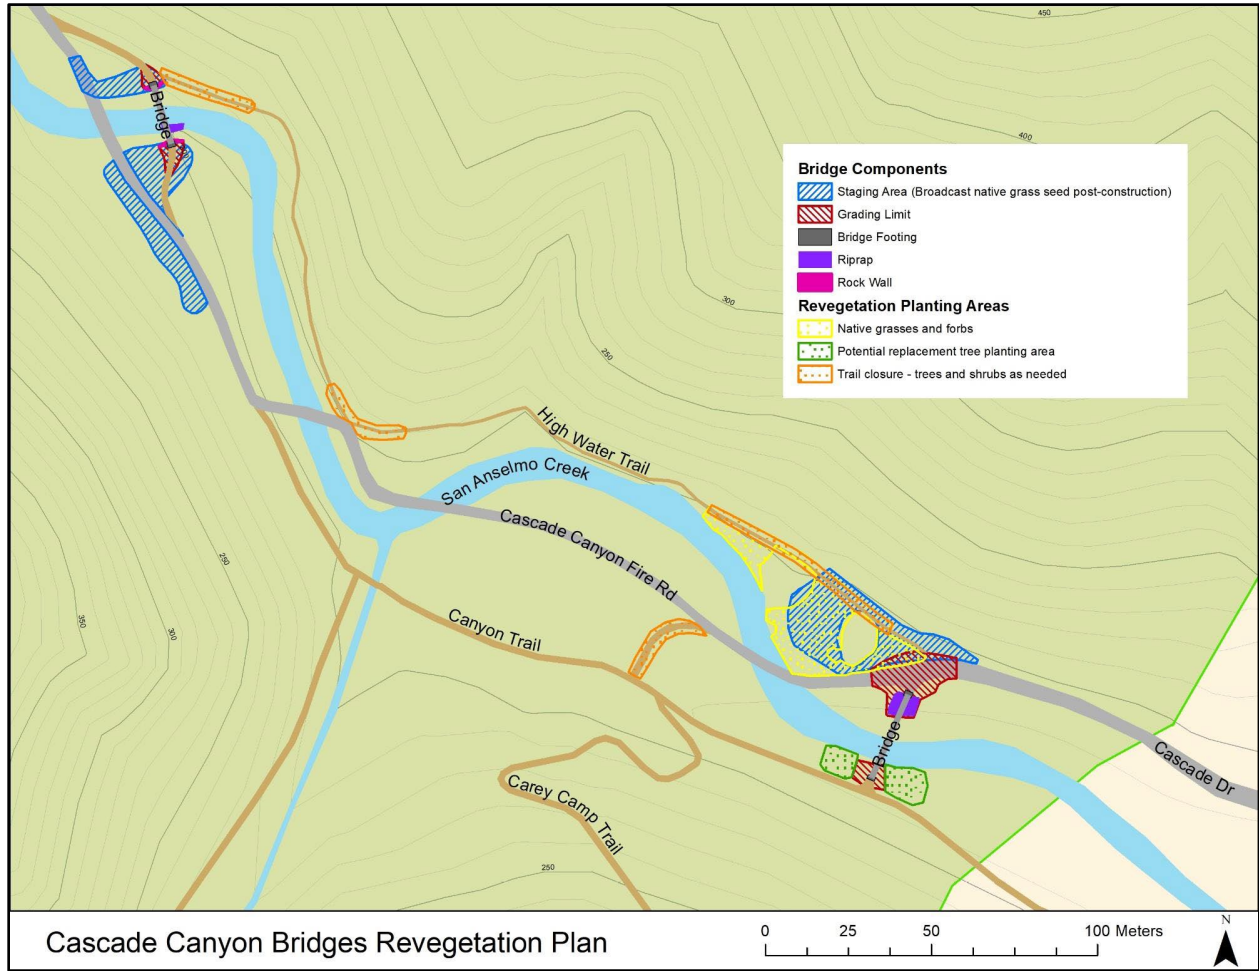 450
400
300
250
Bridge
Bridge Components
Staging Area (Broadcast native grass seed post-construction)
Grading Limit
Bridge Footing
Riprap
Rock Wall
Revegetation Planting Areas
Native grasses and forbs
Potential replacement tree planting area
Trail closure - trees and shrubs as needed
High Water Trail
San Anselmo Creek
Cascade Canyon Fire Rd
Canyon Trail
250
350
300
Bridge
Cascade Dr
Carey Camp Trail
250
Cascade Canyon Bridges Revegetation Plan
0 25 50 100 Meters
N